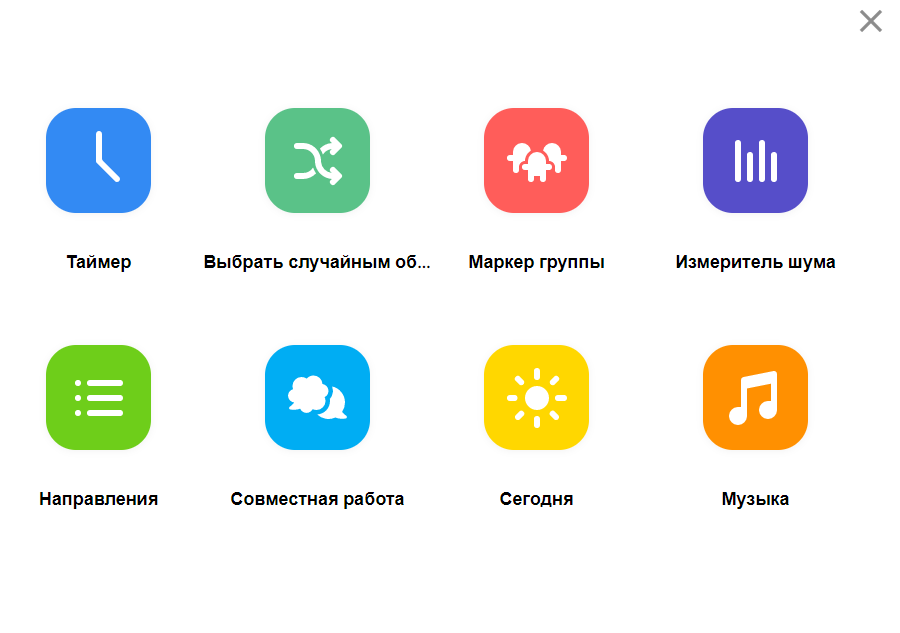 Таймер
Выбрать случайным об...
Маркер группы
Измеритель шума
Направления
Совместная работа
Сегодня
Музыка